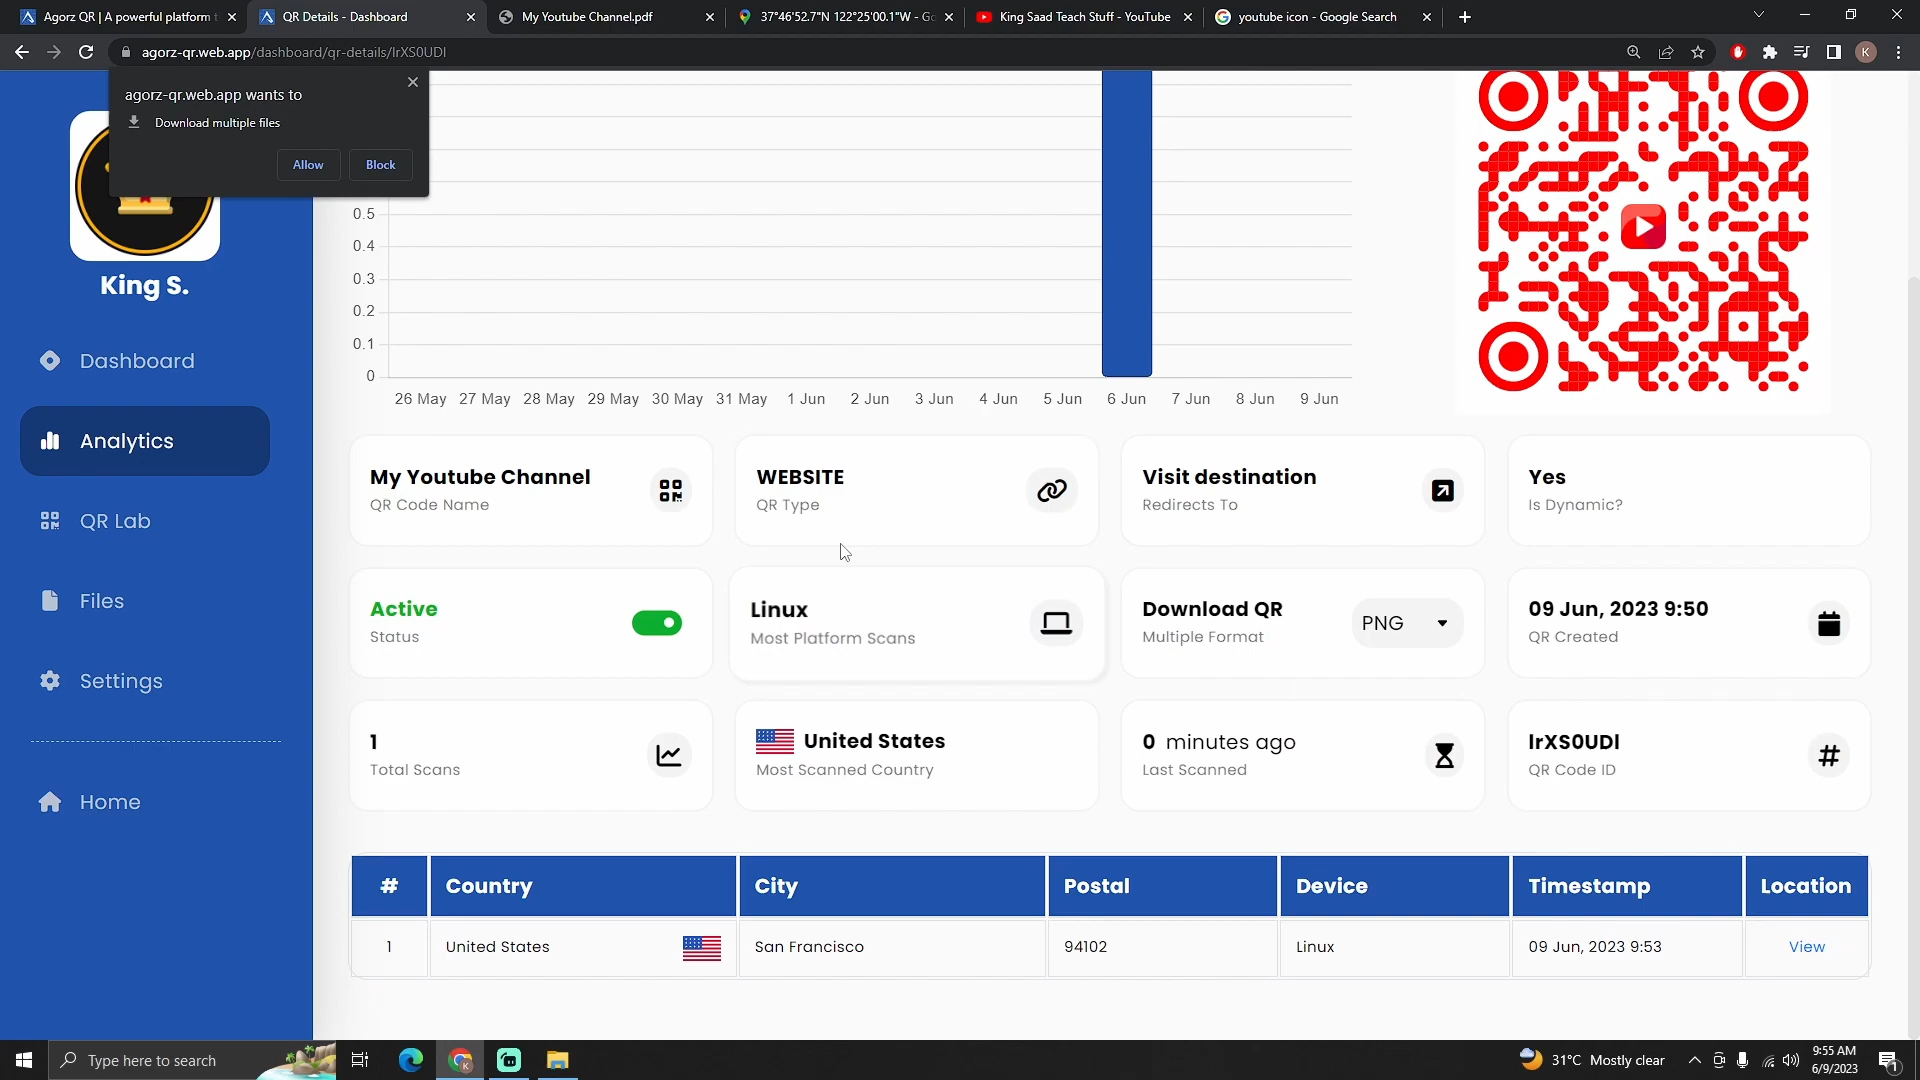 Agorz QR | A powerful platform t
QR Details - Dashboard
My Youtube Channel.pdf
37°46'52.7"N 122°25'00.1"W - Go
King Saad Teach Stuff - YouTube
youtube icon - Google Search
agorz-qr.web.app/dashboard/qr-details/lrXS0UDl
K
agorz-qr.web.app wants to
Download multiple files
Allow
Block
King S.
Dashboard
Analytics
QR Lab
Files
Settings
Home
0.5
0.4
0.3
0.2
0.1
0
26 May 27 May 28 May 29 May 30 May 31 May 1 Jun 2 Jun 3 Jun 4 Jun 5 Jun 6 Jun 7 Jun 8 Jun 9 Jun
My Youtube Channel
QR Code Name
WEBSITE
QR Type
Visit destination
Redirects To
Yes
Is Dynamic?
Active
Status
Linux
Most Platform Scans
Download QR
Multiple Format
PNG
09 Jun, 2023 9:50
QR Created
1
Total Scans
United States
Most Scanned Country
0 minutes ago
Last Scanned
lrXS0UDl
QR Code ID
# Country City Postal Device Timestamp Location
1 United States San Francisco 94102 Linux 09 Jun, 2023 9:53 View
Type here to search
31°C Mostly clear
9:55 AM
6/9/2023
1